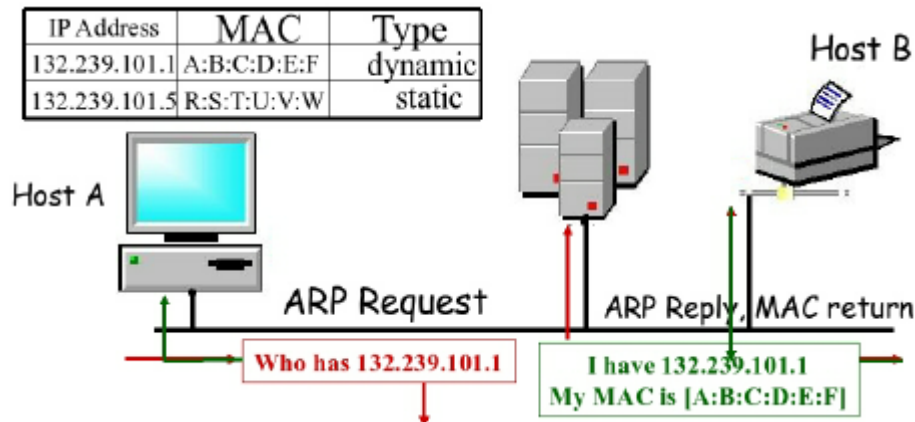 IP Address MAC Type
132.239.101.1 A:B:C:D:E:F dynamic
132.239.101.5 R:S:T:U:V:W static
Host B
Host A
ARP Request
ARP Reply, MAC return
Who has 132.239.101.1
I have 132.239.101.1
My MAC is [A:B:C:D:E:F]